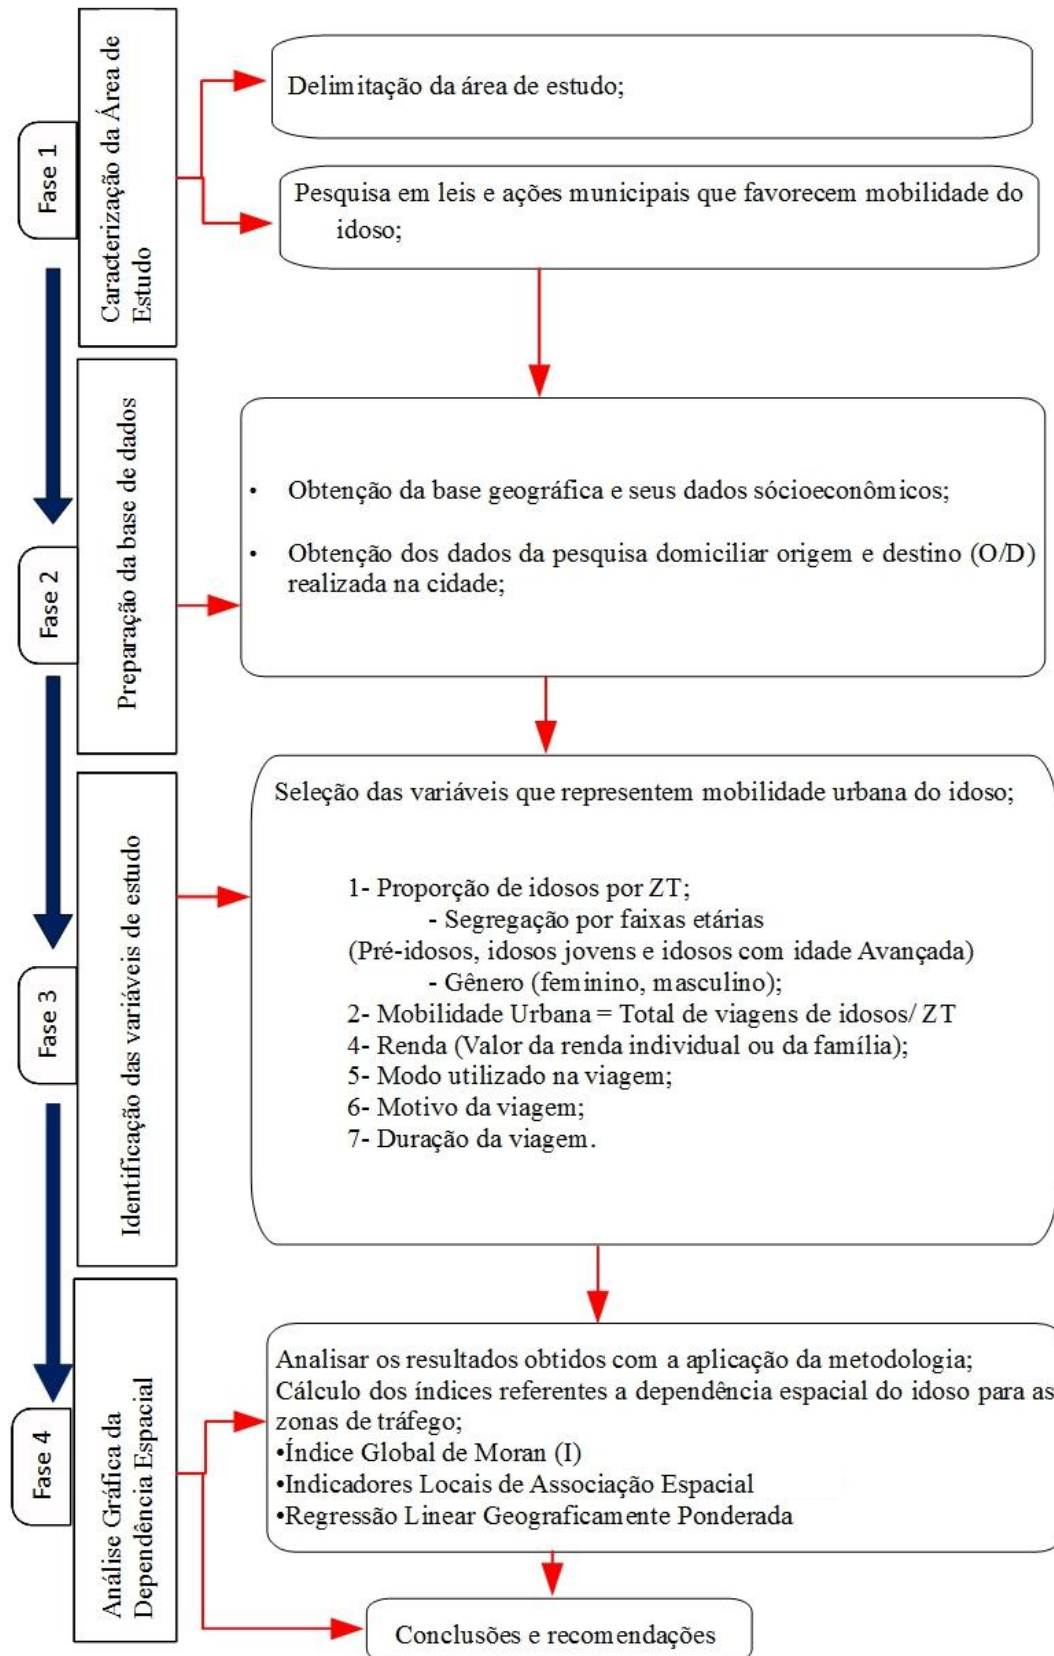 Fase 1
Caracterização da Área de
Estudo
Delimitação da área de estudo;
Pesquisa em leis e ações municipais que favorecem mobilidade do
idoso;
Fase 2
Preparação da base de dados
• Obtenção da base geográfica e seus dados sócioeconômicos;
• Obtenção dos dados da pesquisa domiciliar origem e destino (O/D)
realizada na cidade;
Fase 3
Identificação das variáveis de estudo
Seleção das variáveis que representem mobilidade urbana do idoso;
1- Proporção de idosos por ZT;
- Segregação por faixas etárias
(Pré-idosos, idosos jovens e idosos com idade Avançada)
- Gênero (feminino, masculino);
2- Mobilidade Urbana = Total de viagens de idosos/ ZT
4- Renda (Valor da renda individual ou da família);
5- Modo utilizado na viagem;
6- Motivo da viagem;
7- Duração da viagem.
Fase 4
Análise Gráfica da
Dependência Espacial
Analisar os resultados obtidos com a aplicação da metodologia;
Cálculo dos índices referentes a dependência espacial do idoso para as
zonas de tráfego;
•Índice Global de Moran (I)
•Indicadores Locais de Associação Espacial
•Regressão Linear Geograficamente Ponderada
Conclusões e recomendações